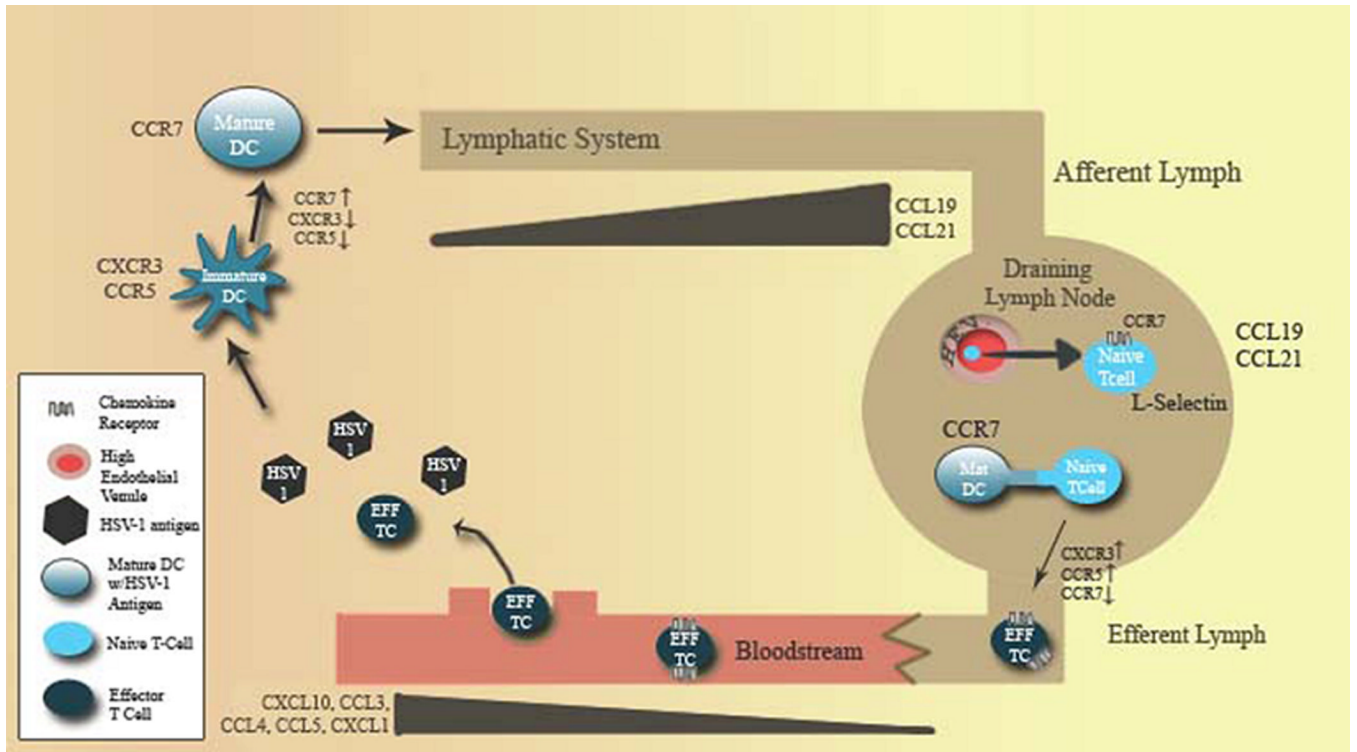 CCR7
Mature
DC
Lymphatic System
Afferent Lymph
CCR7↑
CXCR3↓
CCR5↓
CCL19
CCL21
CXCR3
CCR5
Immature
DC
Draining
Lymph Node
HEV
CCR7
Naive
Tcell
L-Selectin
CCL19
CCL21
CCR7
Mat
DC
Naive
TCell
CXCR3↑
CCR5↑
CCR7↓
Efferent Lymph
EFF
TC
HSV
1
HSV
1
HSV
1
EFF
TC
EFF
TC
EFF
TC
Bloodstream
CXCL10, CCL3,
CCL4, CCL5, CXCL1
Chemokine
Receptor
High
Endothelial
Venule
HSV-1 antigen
Mature DC
w/HSV-1
Antigen
Naive T-Cell
Effector
T Cell